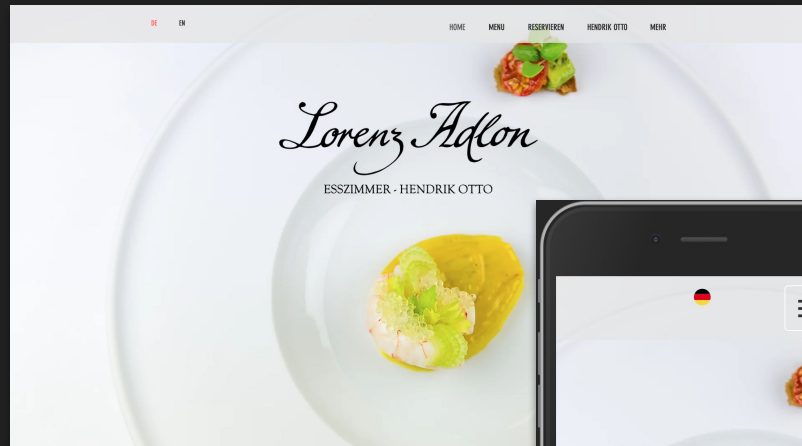 DE EN HOME MENU RESERVIEREN HENDRIK OTTO MEHR
Lorenz Adlon
ESSZIMMER - HENDRIK OTTO